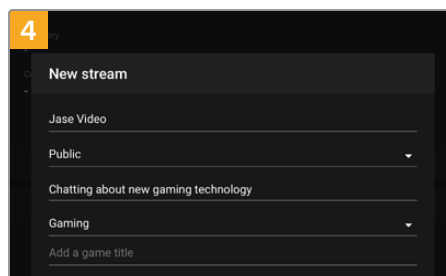 4
New stream
Jase Video
Public
Chatting about new gaming technology
Gaming
Add a game title